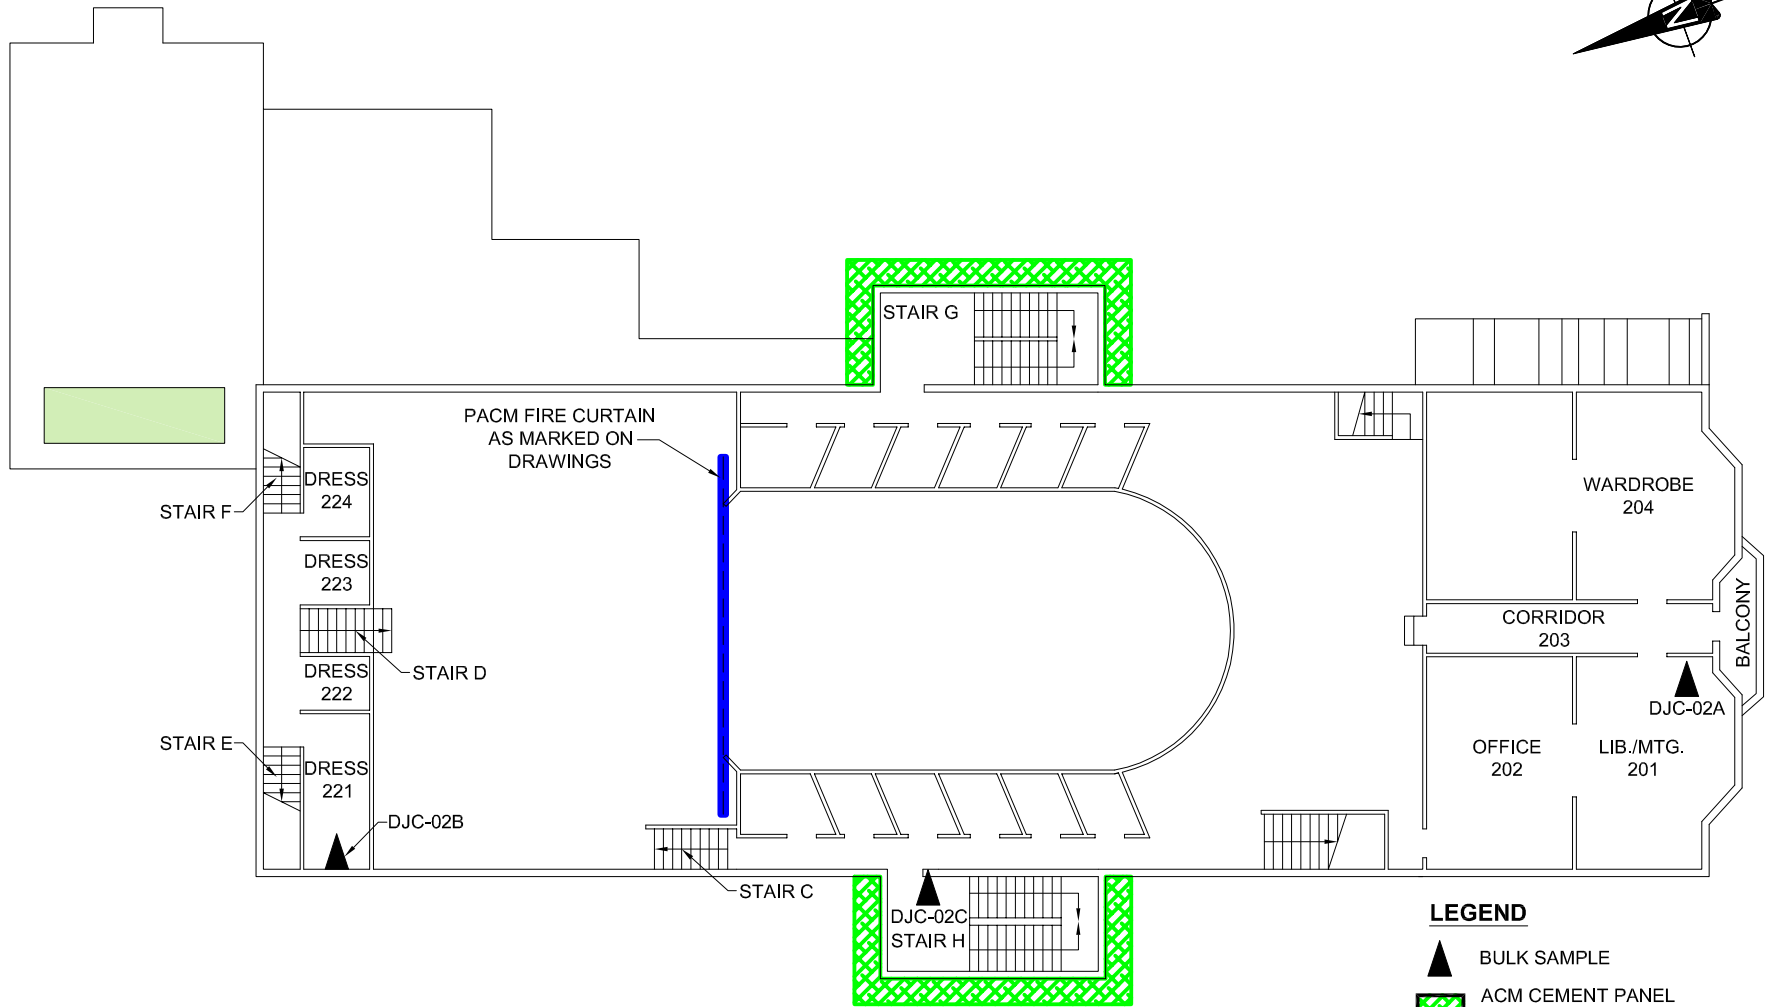 N
STAIR G
PACM FIRE CURTAIN
AS MARKED ON
DRAWINGS
DRESS
224
STAIR F
WARDROBE
204
DRESS
223
CORRIDOR
203
BALCONY
STAIR D
DRESS
222
DJC-02A
STAIR E
DRESS
221
OFFICE
202
LIB./MTG.
201
DJC-02B
STAIR C
DJC-02C
STAIR H
LEGEND
BULK SAMPLE
ACM CEMENT PANEL